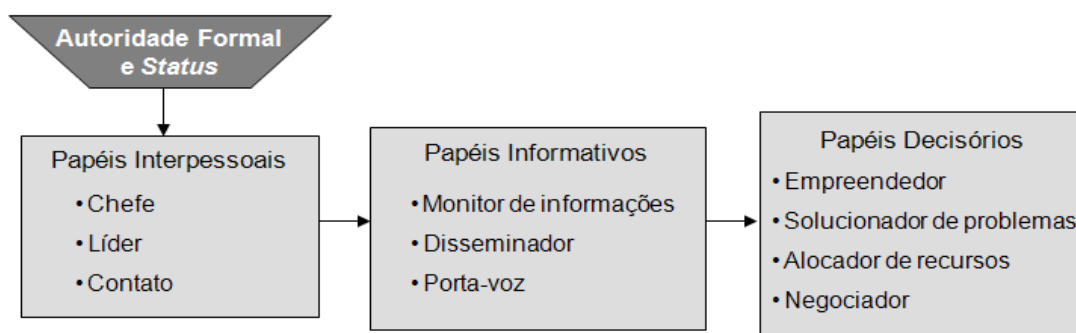 Autoridade Formal
e Status
Papéis Interpessoais
• Chefe
• Líder
• Contato
Papéis Informativos
• Monitor de informações
• Disseminador
• Porta-voz
Papéis Decisórios
• Empreendedor
• Solucionador de problemas
• Alocador de recursos
• Negociador